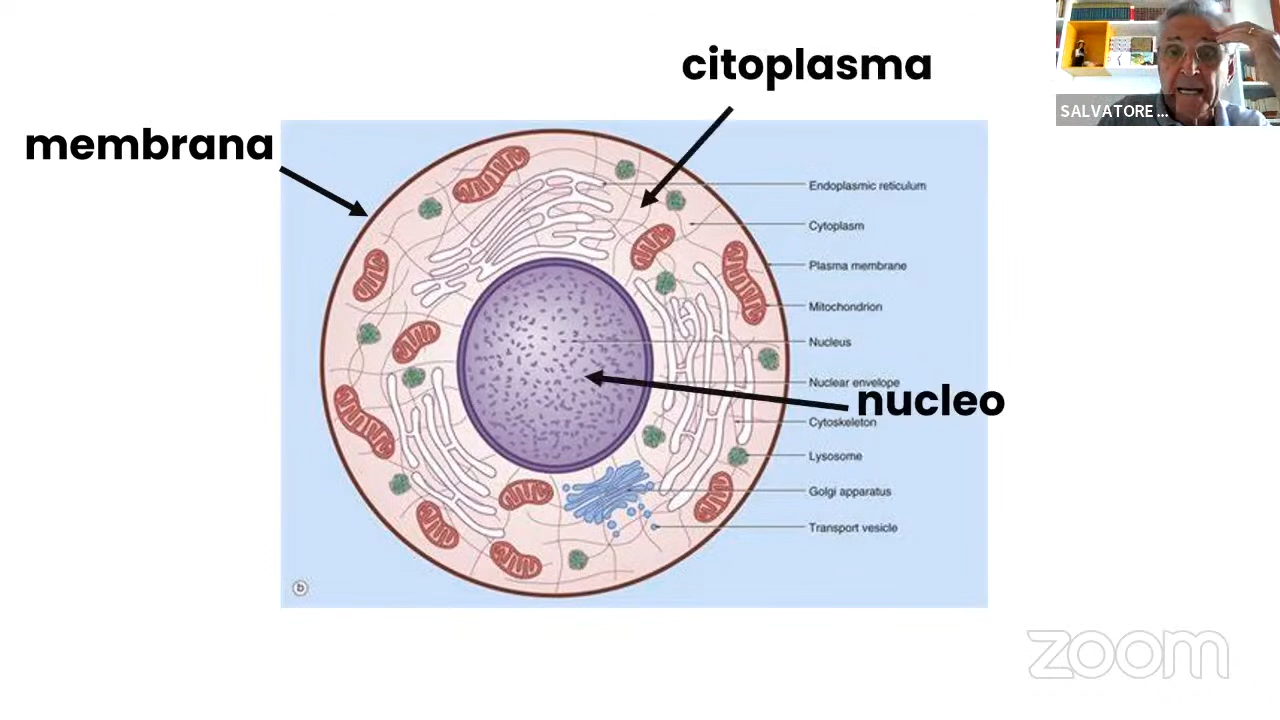 citoplasma
SALVATORE ...
membrana
Endoplasmic reticulum
Cytoplasm
Plasma membrane
Mitochondrion
Nucleus
Nuclear envelope
nucleo
Cytoskeleton
Lysosome
Golgi apparatus
Transport vesicle
b
zoom